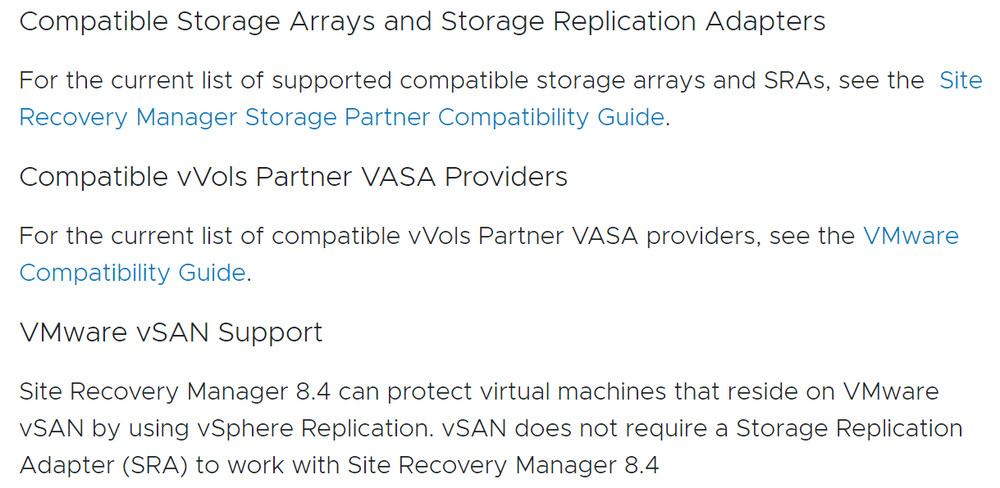 Compatible Storage Arrays and Storage Replication Adapters
For the current list of supported compatible storage arrays and SRAs, see the  Site
Recovery Manager Storage Partner Compatibility Guide.
Compatible vVols Partner VASA Providers
For the current list of compatible vVols Partner VASA providers, see the VMware
Compatibility Guide.
VMware vSAN Support
Site Recovery Manager 8.4 can protect virtual machines that reside on VMware
vSAN by using vSphere Replication. vSAN does not require a Storage Replication
Adapter (SRA) to work with Site Recovery Manager 8.4